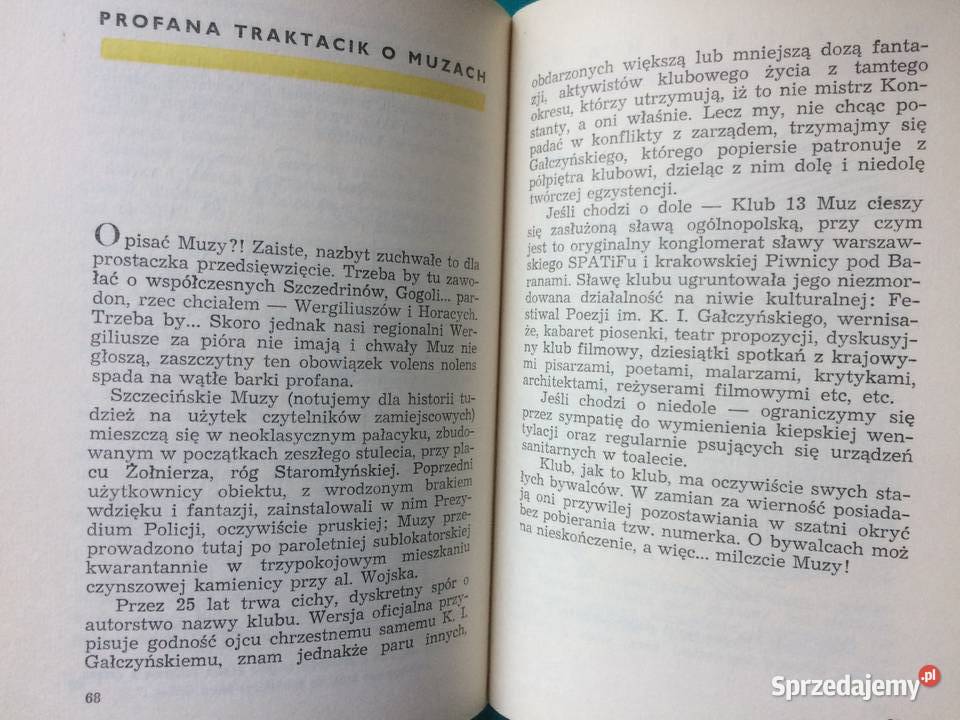 PROFANA TRAKTACIK O MUZACH
Opisać Muzy?! Zaiste, nazbyt zuchwałe to dla
prostaczka przedsięwzięcie. Trzeba by tu zawo-
łać o współczesnych Szczedrinów, Gogoli... par-
don, rzec chciałem — Wergiliuszów i Horacych.
Trzeba by... Skoro jednak nasi regionalni Wer-
giliusze za pióra nie imają i chwały Muz nie
głoszą, zaszczytny ten obowiązek volens nolens
spada na wątłe barki profana.
Szczecińskie Muzy (notujemy dla historii tu-
dzież na użytek czytelników zamiejscowych)
mieszczą się w neoklasycznym pałacyku, zbudo-
wanym w początkach zeszłego stulecia, przy pla-
cu Żołnierza, róg Staromłyńskiej. Poprzedni
użytkownicy obiektu, z wrodzonym brakiem
wdzięku i fantazji, zainstalowali w nim Prezy-
dium Policji, oczywiście pruskiej; Muzy prze-
prowadzono tutaj po paroletniej sublokatorskiej
kwarantannie w trzypokojowym mieszkaniu
czynszowej kamienicy przy al. Wojska.
Przez 25 lat trwa cichy, dyskretny spór o
autorstwo nazwy klubu. Wersja oficjalna przy-
pisuje godność ojcu chrzestnemu samemu K. I.
Gałczyńskiemu, znam jednakże paru innych,
68
obdarzonych większą lub mniejszą dozą fanta-
zji, aktywistów klubowego życia z tamtego
okresu, którzy utrzymują, iż to nie mistrz Kon-
stanty, a oni właśnie. Lecz my, nie chcąc po-
padać w konflikty z zarządem, trzymajmy się
Gałczyńskiego, którego popiersie patronuje z
półpiętra klubowi, dzieląc z nim dolę i niedolę
twórczej egzystencji.
Jeśli chodzi o dole — Klub 13 Muz cieszy
się zasłużoną sławą ogólnopolską, przy czym
jest to oryginalny konglomerat sławy warszaw-
skiego SPATiFu i krakowskiej Piwnicy pod Ba-
ranami. Sławę klubu ugruntowała jego niezmor-
dowana działalność na niwie kulturalnej: Fe-
stiwal Poezji im. K. I. Gałczyńskiego, wernisa-
że, kabaret piosenki, teatr propozycji, dyskusyj-
ny klub filmowy, dziesiątki spotkań z krajowy-
mi pisarzami, poetami, malarzami, krytykami,
architektami, reżyserami filmowymi etc, etc.
Jeśli chodzi o niedole — ograniczymy się
przez sympatię do wymienienia kiepskiej wen-
tylacji oraz regularnie psujących się urządzeń
sanitarnych w toalecie.
Klub, jak to klub, ma oczywiście swych sta-
łych bywalców. W zamian za wierność posiada-
ją oni przywilej pozostawiania w szatni okryć
bez pobierania tzw. numerka. O bywalcach moż
na nieskończenie, a więc... milczcie Muzy!
Sprzedajemy.pl